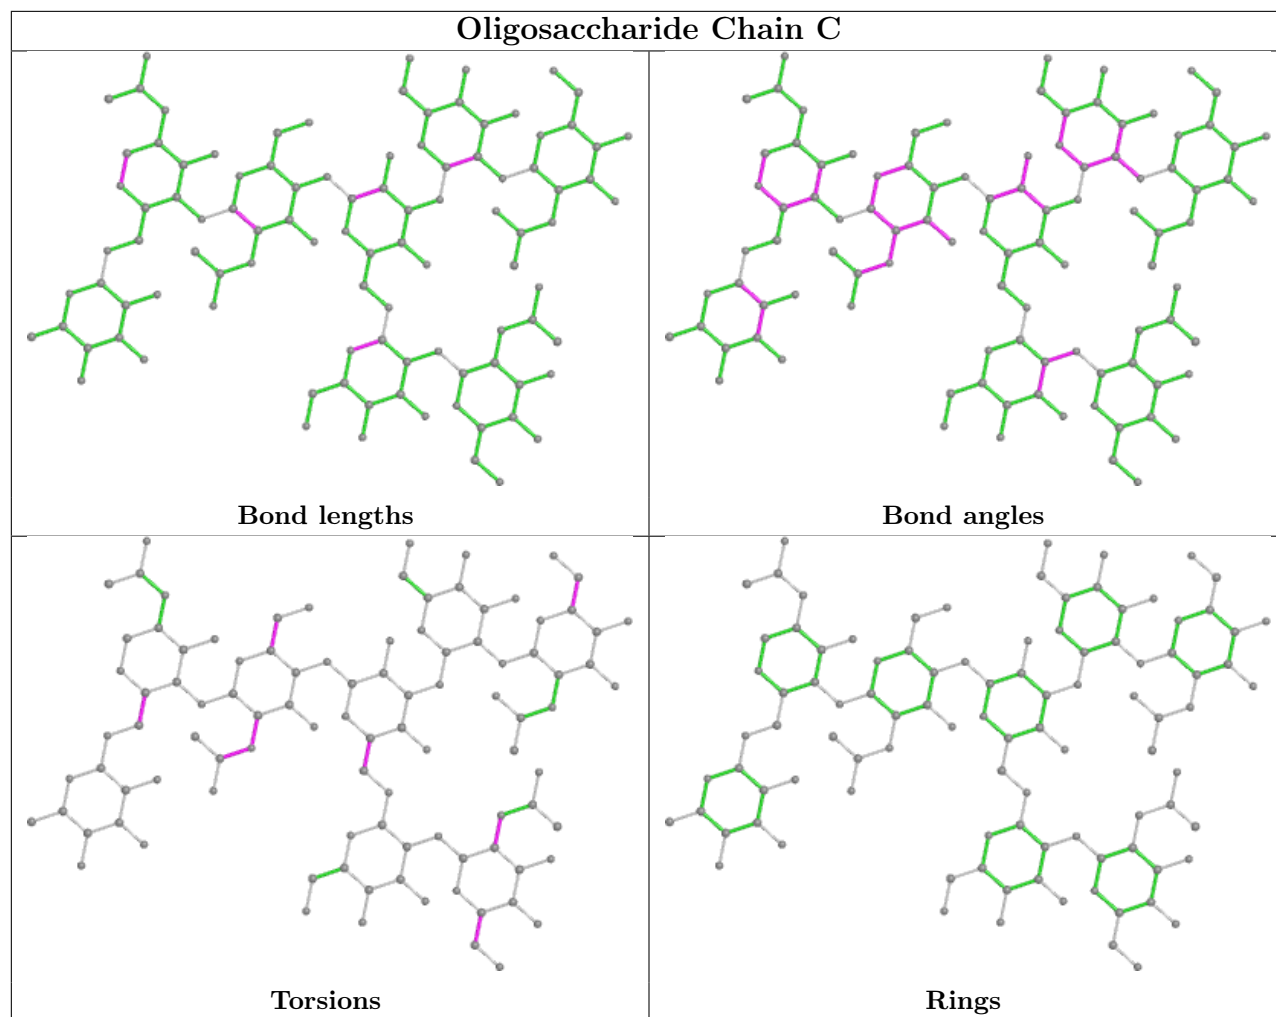 Oligosaccharide Chain C
Bond lengths
Bond angles
Torsions
Rings